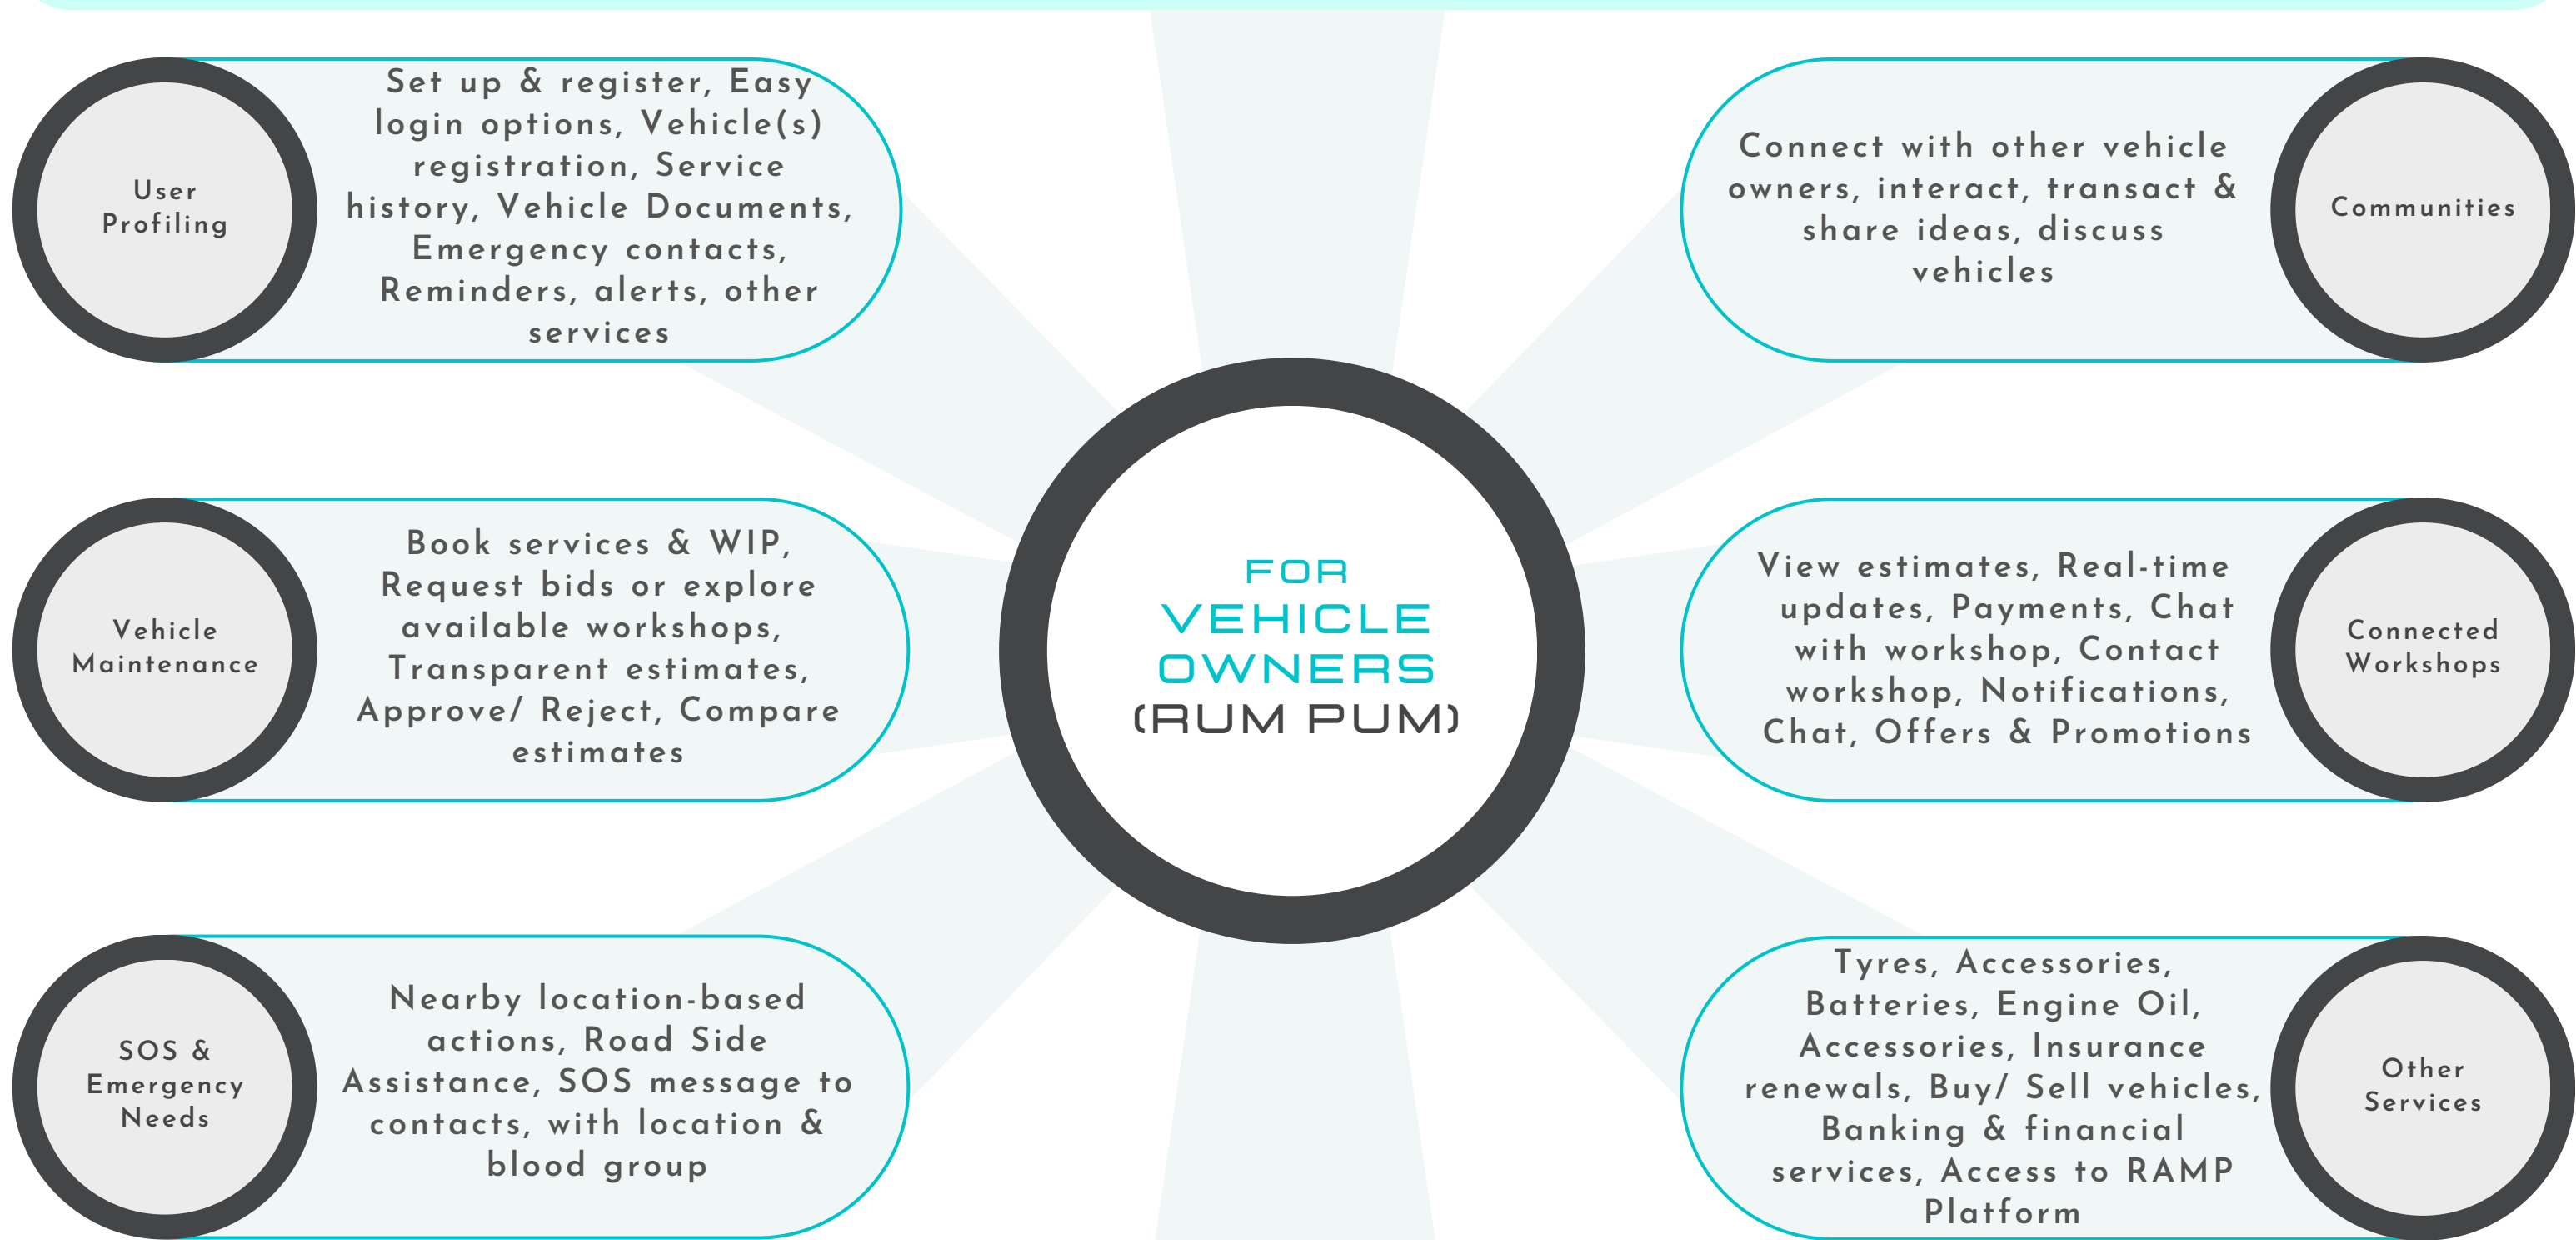 User
Profiling
Set up & register, Easy
login options, Vehicle(s)
registration, Service
history, Vehicle Documents,
Emergency contacts,
Reminders, alerts, other
services
Vehicle
Maintenance
Book services & WIP,
Request bids or explore
available workshops,
Transparent estimates,
Approve/ Reject, Compare
estimates
SOS &
Emergency
Needs
Nearby location-based
actions, Road Side
Assistance, SOS message to
contacts, with location &
blood group
FOR
VEHICLE
OWNERS
(RUM PUM)
Connect with other vehicle
owners, interact, transact &
share ideas, discuss
vehicles
Communities
View estimates, Real-time
updates, Payments, Chat
with workshop, Contact
workshop, Notifications,
Chat, Offers & Promotions
Connected
Workshops
Tyres, Accessories,
Batteries, Engine Oil,
Accessories, Insurance
renewals, Buy/ Sell vehicles,
Banking & financial
services, Access to RAMP
Platform
Other
Services